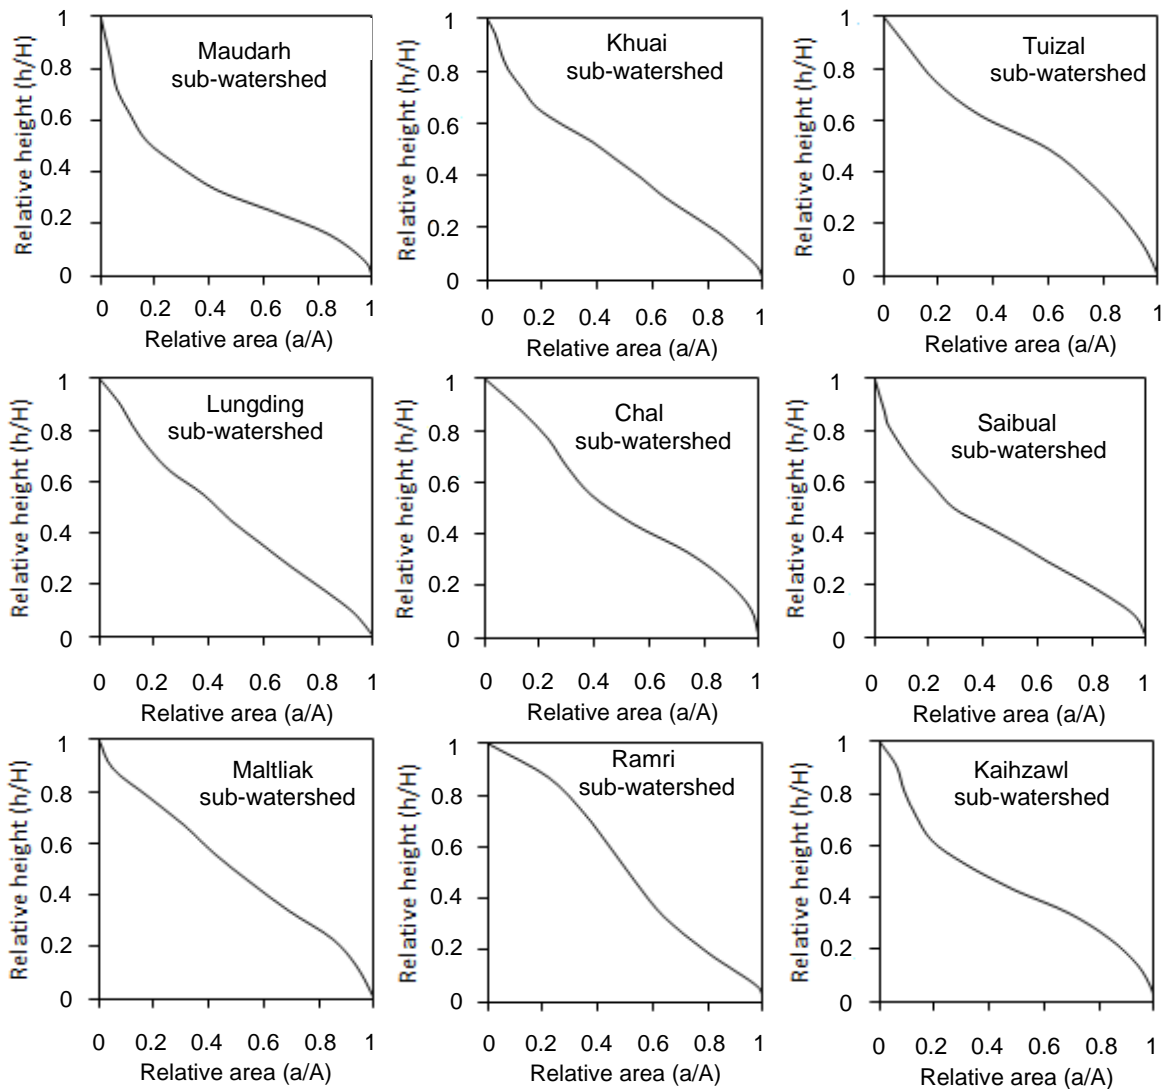 Relative height (h/H)
1
0.8
0.6
0.4
0.2
0
Maudarh
sub-watershed
0 0.2 0.4 0.6 0.8 1
Relative area (a/A)
Relative height (h/H)
1
0.8
0.6
0.4
0.2
0
Khuai
sub-watershed
0 0.2 0.4 0.6 0.8 1
Relative area (a/A)
Relative height (h/H)
1
0.8
0.6
0.4
0.2
0
Tuizal
sub-watershed
0 0.2 0.4 0.6 0.8 1
Relative area (a/A)
Relative height (h/H)
1
0.8
0.6
0.4
0.2
0
Lungding
sub-watershed
0 0.2 0.4 0.6 0.8 1
Relative area (a/A)
Relative height (h/H)
1
0.8
0.6
0.4
0.2
0
Chal
sub-watershed
0 0.2 0.4 0.6 0.8 1
Relative area (a/A)
Relative height (h/H)
1
0.8
0.6
0.4
0.2
0
Saibual
sub-watershed
0 0.2 0.4 0.6 0.8 1
Relative area (a/A)
Relative height (h/H)
1
0.8
0.6
0.4
0.2
0
Maltliak
sub-watershed
0 0.2 0.4 0.6 0.8 1
Relative area (a/A)
Relative height (h/H)
1
0.8
0.6
0.4
0.2
0
Ramri
sub-watershed
0 0.2 0.4 0.6 0.8 1
Relative area (a/A)
Relative height (h/H)
1
0.8
0.6
0.4
0.2
0
Kaihzawl
sub-watershed
0 0.2 0.4 0.6 0.8 1
Relative area (a/A)